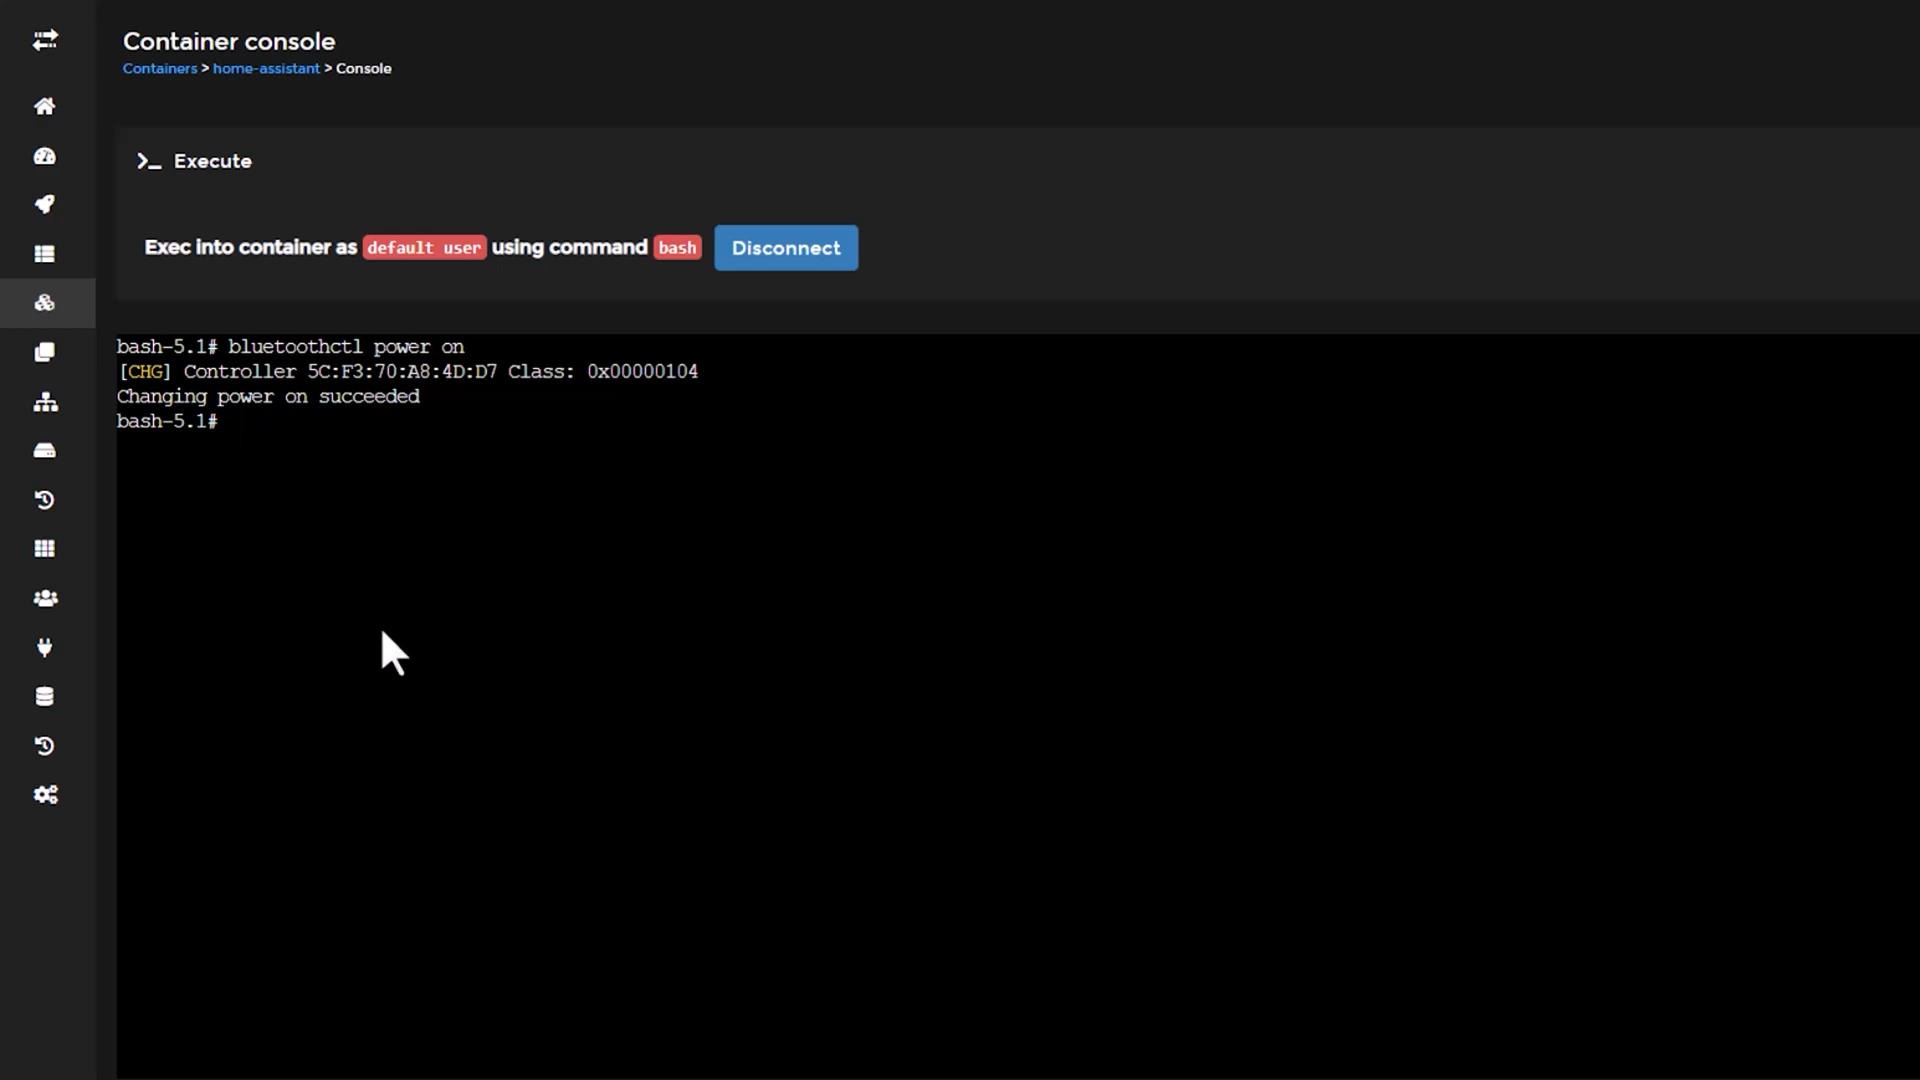 Container console
Containers > home-assistant > Console
>_ Execute
Exec into container as default user using command bash Disconnect
bash-5.1# bluetoothctl power on
[CHG] Controller 5C:F3:70:A8:4D:D7 Class: 0x00000104
Changing power on succeeded
bash-5.1#